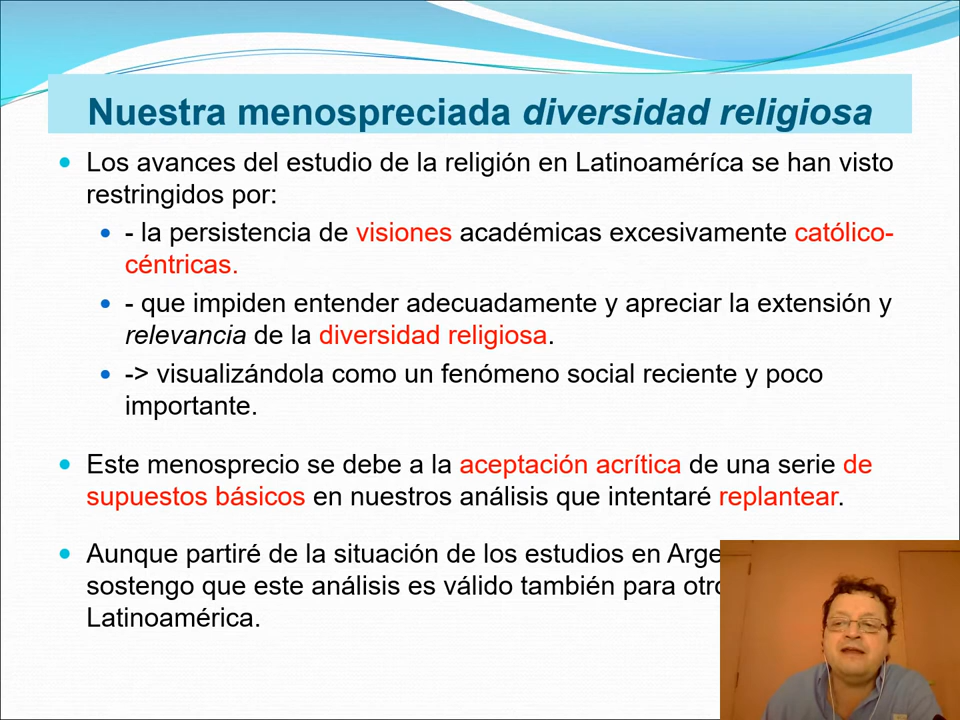 Nuestra menospreciada diversidad religiosa
Los avances del estudio de la religión en Latinoaméríca se han visto
restringidos por:
- la persistencia de visiones académicas excesivamente católico-
céntricas.
- que impiden entender adecuadamente y apreciar la extensión y
relevancia de la diversidad religiosa.
-> visualizándola como un fenómeno social reciente y poco
importante.
Este menosprecio se debe a la aceptación acrítica de una serie de
supuestos básicos en nuestros análisis que intentaré replantear.
Aunque partiré de la situación de los estudios en Arge
sostengo que este análisis es válido también para otro
Latinoamérica.